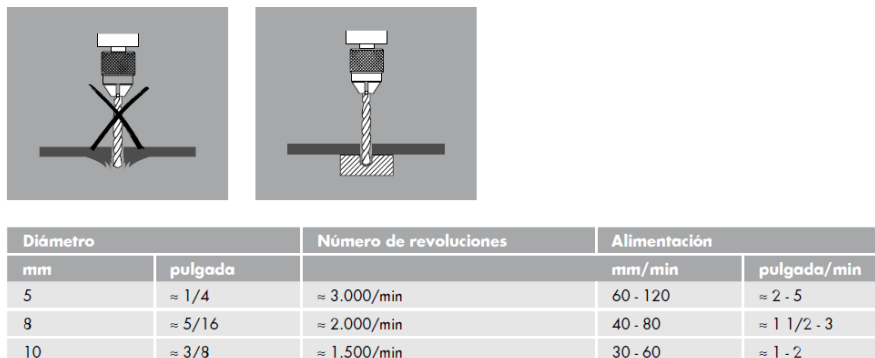 Diámetro Número de revoluciones Alimentación
mm pulgada mm/min pulgada/min
5 ≈ 1/4 ≈ 3.000/min 60 - 120 ≈ 2 - 5
8 ≈ 5/16 ≈ 2.000/min 40 - 80 ≈ 1 1/2 - 3
10 ≈ 3/8 ≈ 1.500/min 30 - 60 ≈ 1 - 2